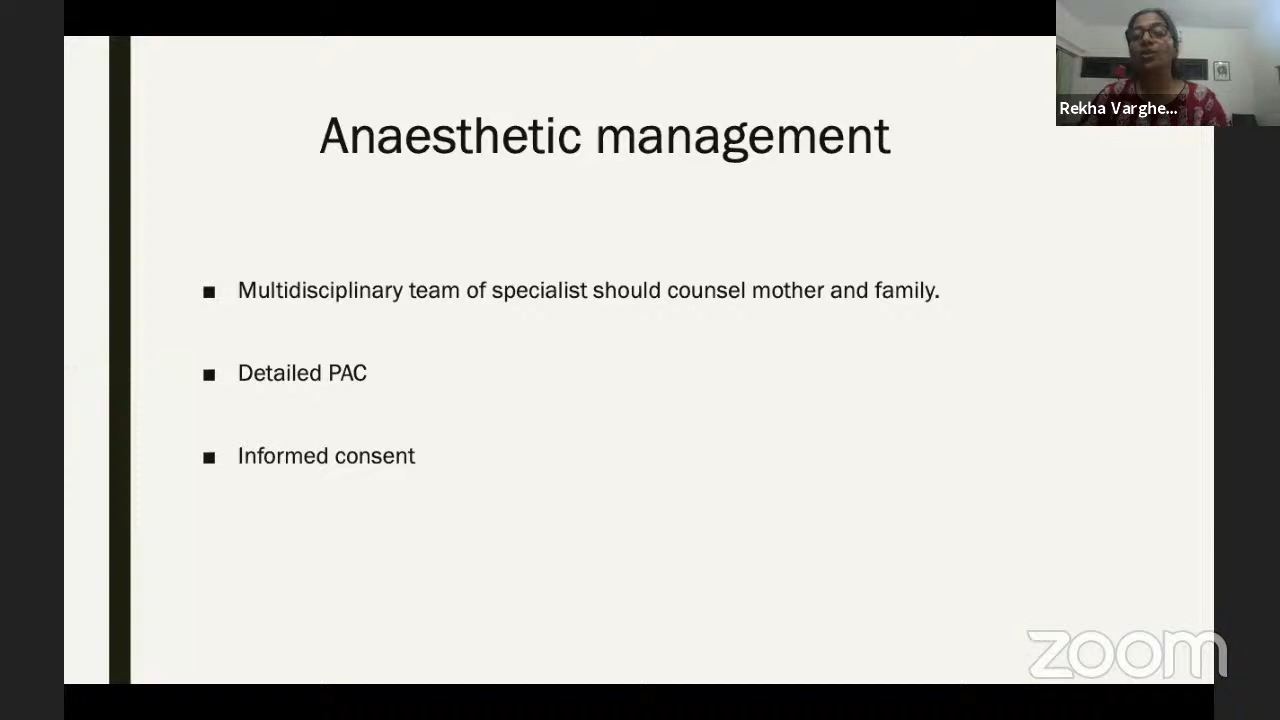 Rekha Varghe...
Anaesthetic management
■ Multidisciplinary team of specialist should counsel mother and family.
■ Detailed PAC
■ Informed consent
zoom